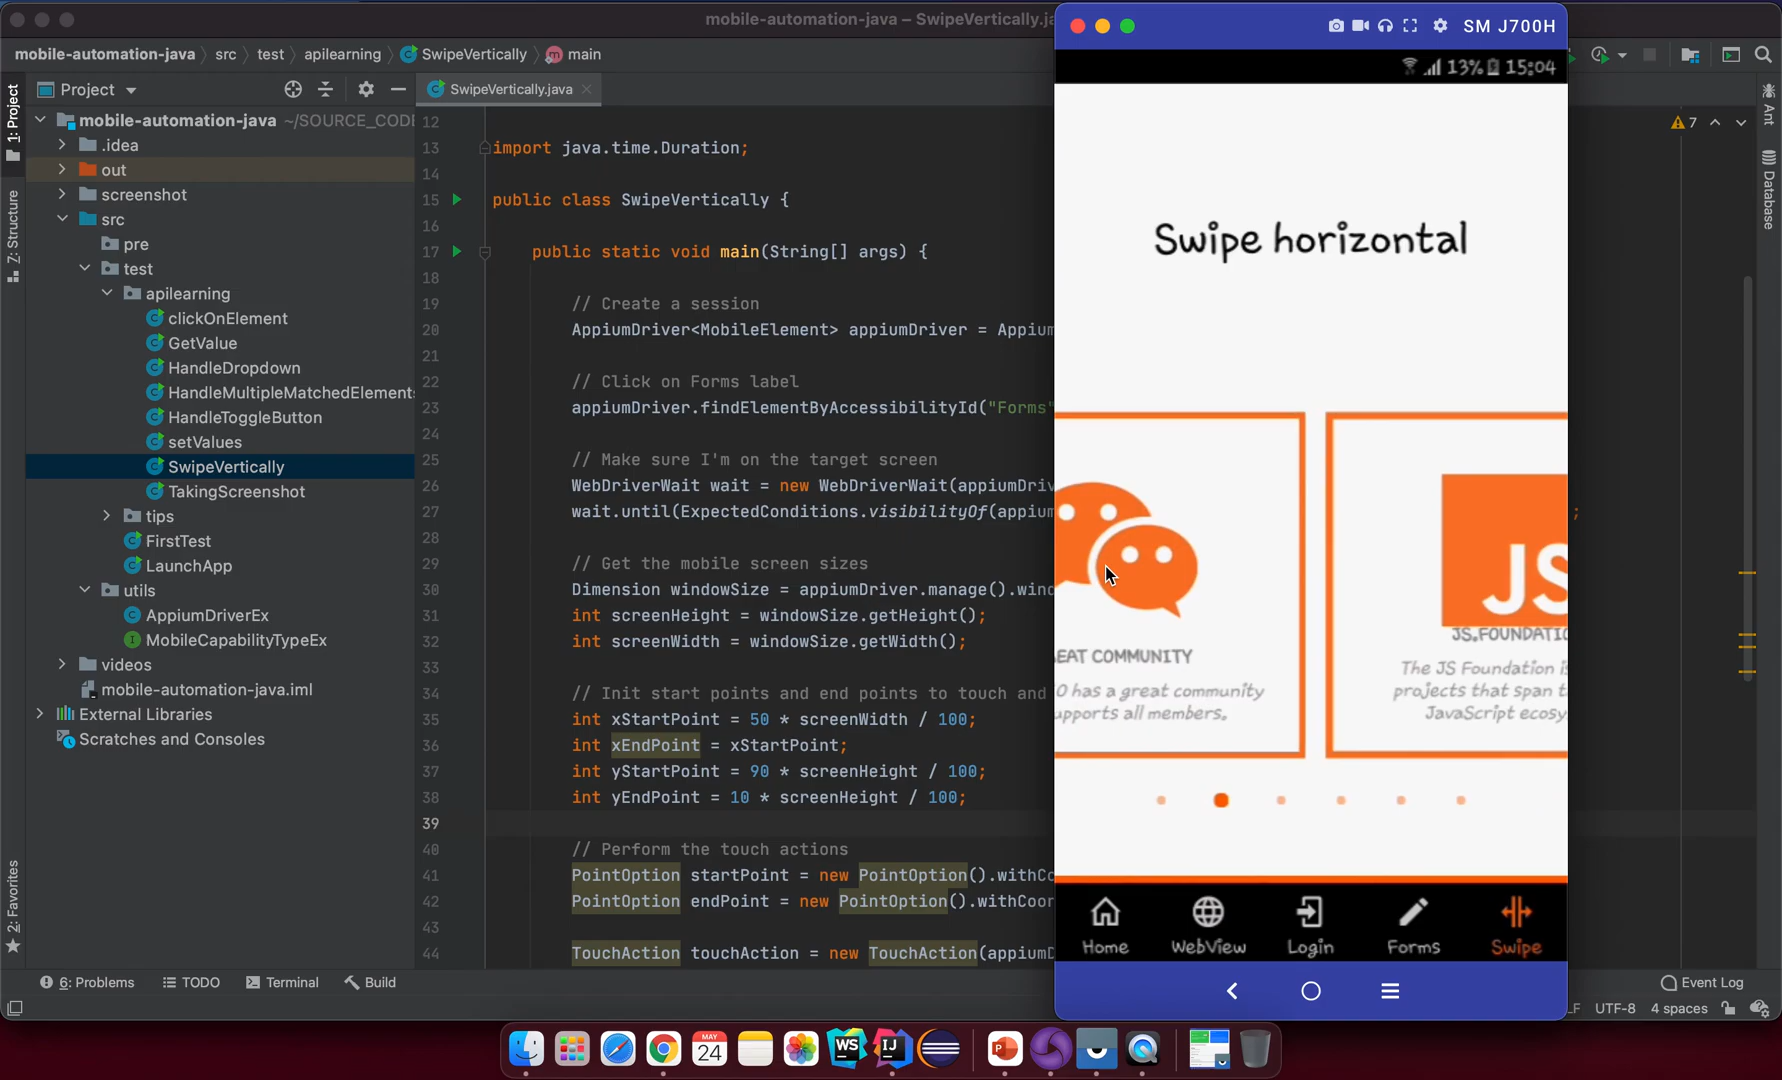 mobile-automation-java – SwipeVertically.ja
mobile-automation-java
src
test
apilearning
SwipeVertically
main
Project
SwipeVertically.java
1: Project
7: Structure
2: Favorites
mobile-automation-java ~/SOURCE_CODE
.idea
out
screenshot
src
pre
test
apilearning
clickOnElement
GetValue
HandleDropdown
HandleMultipleMatchedElements
HandleToggleButton
setValues
SwipeVertically
TakingScreenshot
tips
FirstTest
LaunchApp
utils
AppiumDriverEx
MobileCapabilityTypeEx
videos
mobile-automation-java.iml
External Libraries
Scratches and Consoles
12
13 import java.time.Duration;
14
15 public class SwipeVertically {
16
17 public static void main(String[] args) {
18
19 // Create a session
20 AppiumDriver<MobileElement> appiumDriver = Appium
21
22 // Click on Forms label
23 appiumDriver.findElementByAccessibilityId("Forms"
24
25 // Make sure I'm on the target screen
26 WebDriverWait wait = new WebDriverWait(appiumDriv
27 wait.until(ExpectedConditions.visibilityOf(appium
;
28
29 // Get the mobile screen sizes
30 Dimension windowSize = appiumDriver.manage().wind
31 int screenHeight = windowSize.getHeight();
32 int screenWidth = windowSize.getWidth();
33
34 // Init start points and end points to touch and
35 int xStartPoint = 50 * screenWidth / 100;
36 int xEndPoint = xStartPoint;
37 int yStartPoint = 90 * screenHeight / 100;
38 int yEndPoint = 10 * screenHeight / 100;
39
40 // Perform the touch actions
41 PointOption startPoint = new PointOption().withCo
42 PointOption endPoint = new PointOption().withCoor
43
44 TouchAction touchAction = new TouchAction(appiumD
7
Ant
Database
SM J700H
13% 15:04
Swipe horizontal
EAT COMMUNITY
O has a great community
upports all members.
JS
JS.FOUNDATIO
The JS Foundation is
projects that span t
JavaScript ecosy
Home
WebView
Login
Forms
Swipe
6: Problems
TODO
Terminal
Build
Event Log
LF
UTF-8
4 spaces
MAY
24
WS
IJ
P